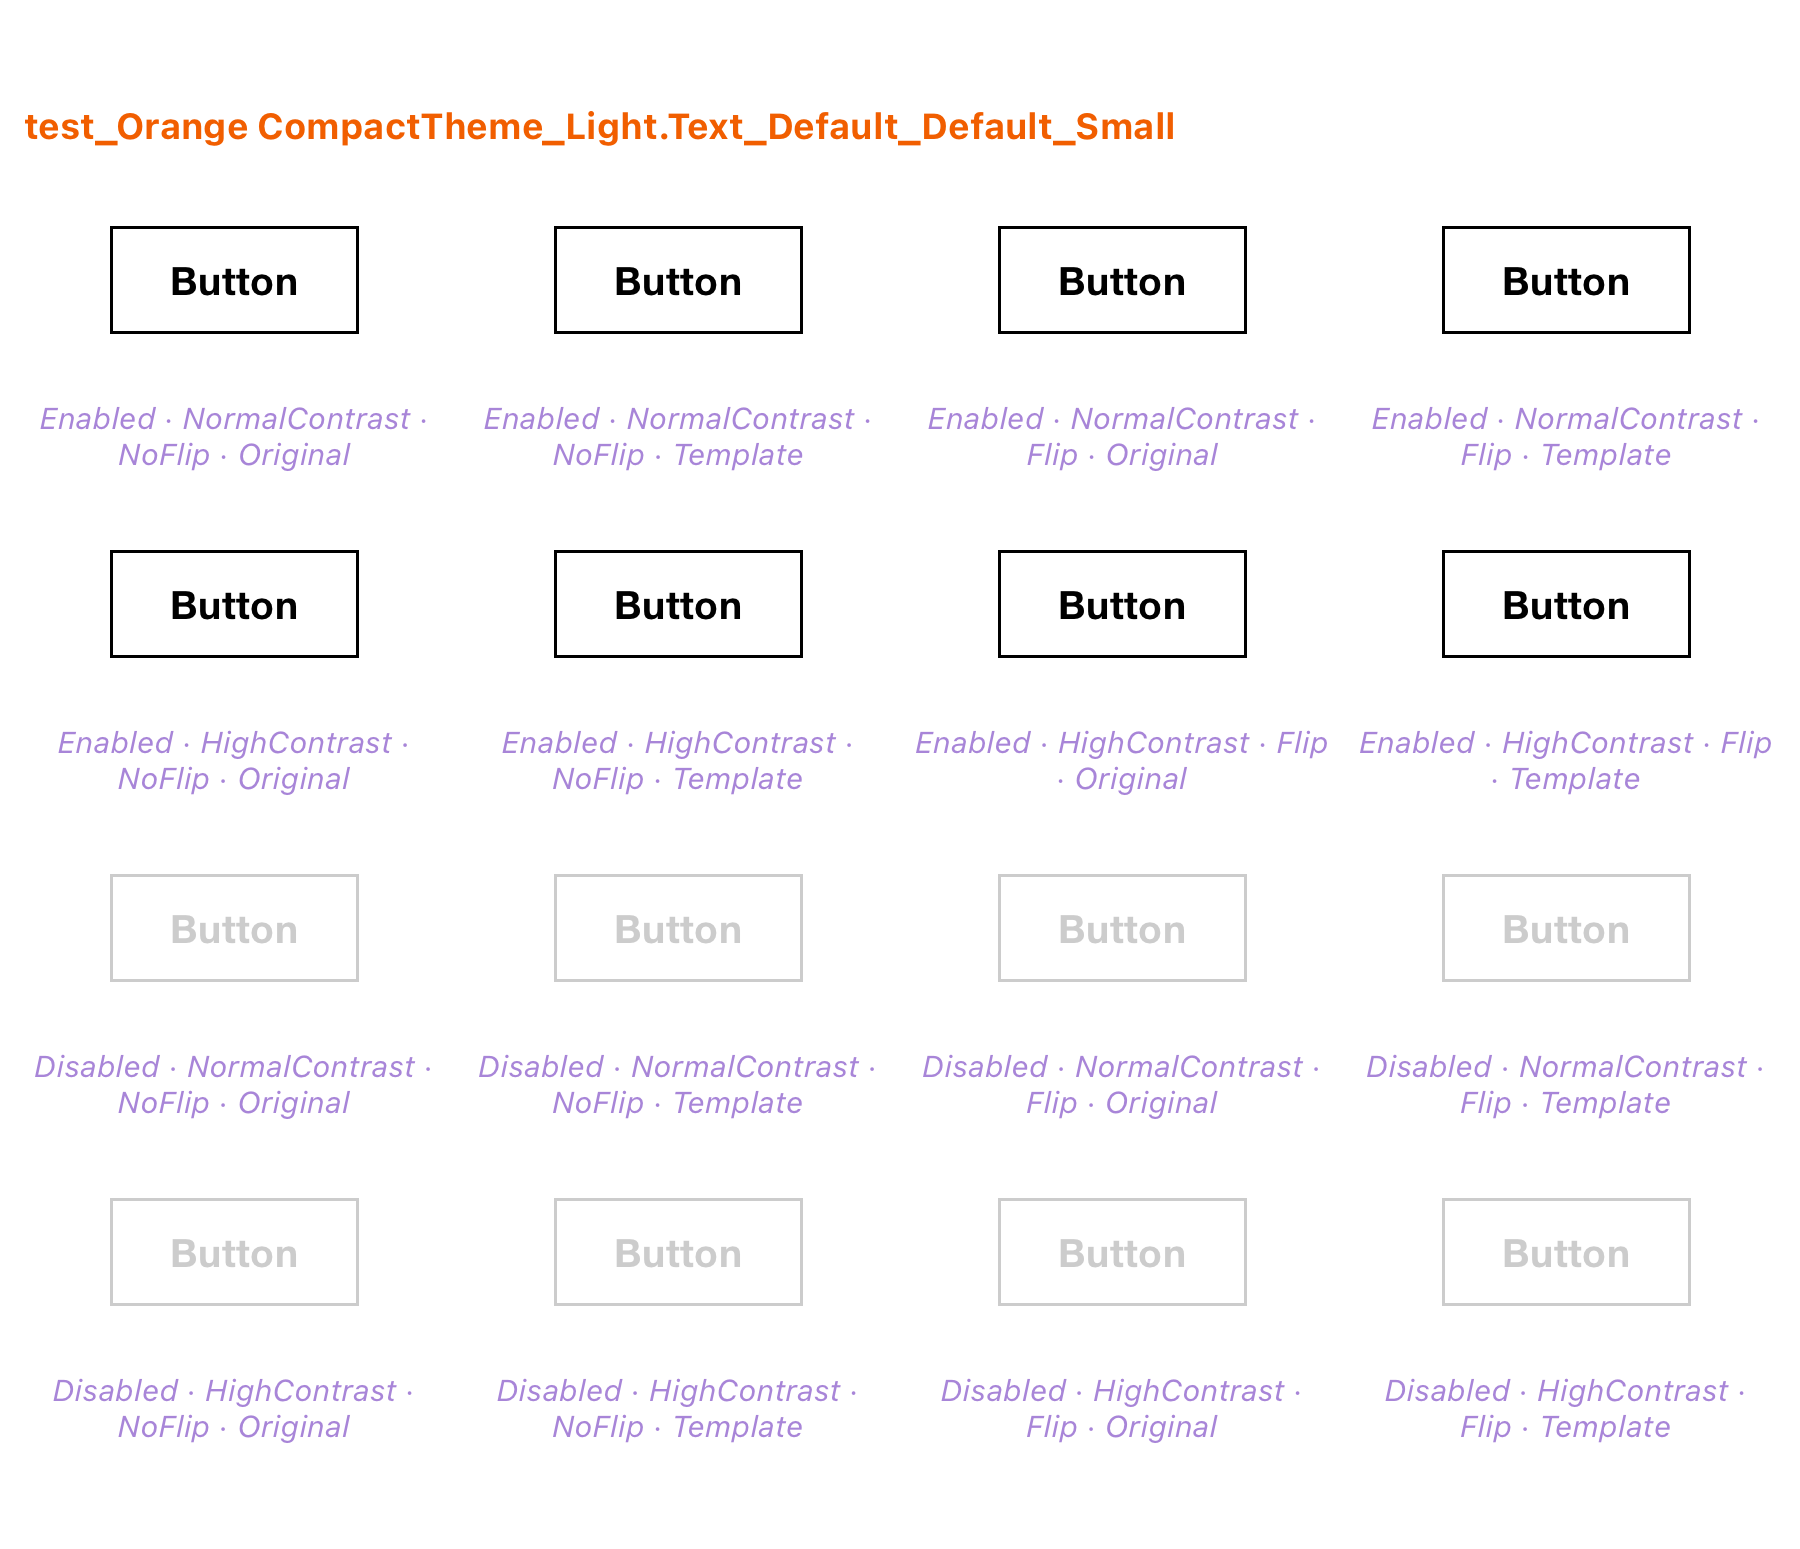 test_Orange CompactTheme_Light.Text_Default_Default_Small
Button Button Button Button
Enabled · NormalContrast · Enabled · NormalContrast · Enabled · NormalContrast · Enabled · NormalContrast ·
NoFlip · Original NoFlip · Template Flip · Original Flip · Template
Button Button Button Button
Enabled · HighContrast · Enabled · HighContrast · Enabled · HighContrast · Flip Enabled · HighContrast · Flip
NoFlip · Original NoFlip · Template · Original · Template
Button Button Button Button
Disabled · NormalContrast · Disabled · NormalContrast · Disabled · NormalContrast · Disabled · NormalContrast ·
NoFlip · Original NoFlip · Template Flip · Original Flip · Template
Button Button Button Button
Disabled · HighContrast · Disabled · HighContrast · Disabled · HighContrast · Disabled · HighContrast ·
NoFlip · Original NoFlip · Template Flip · Original Flip · Template